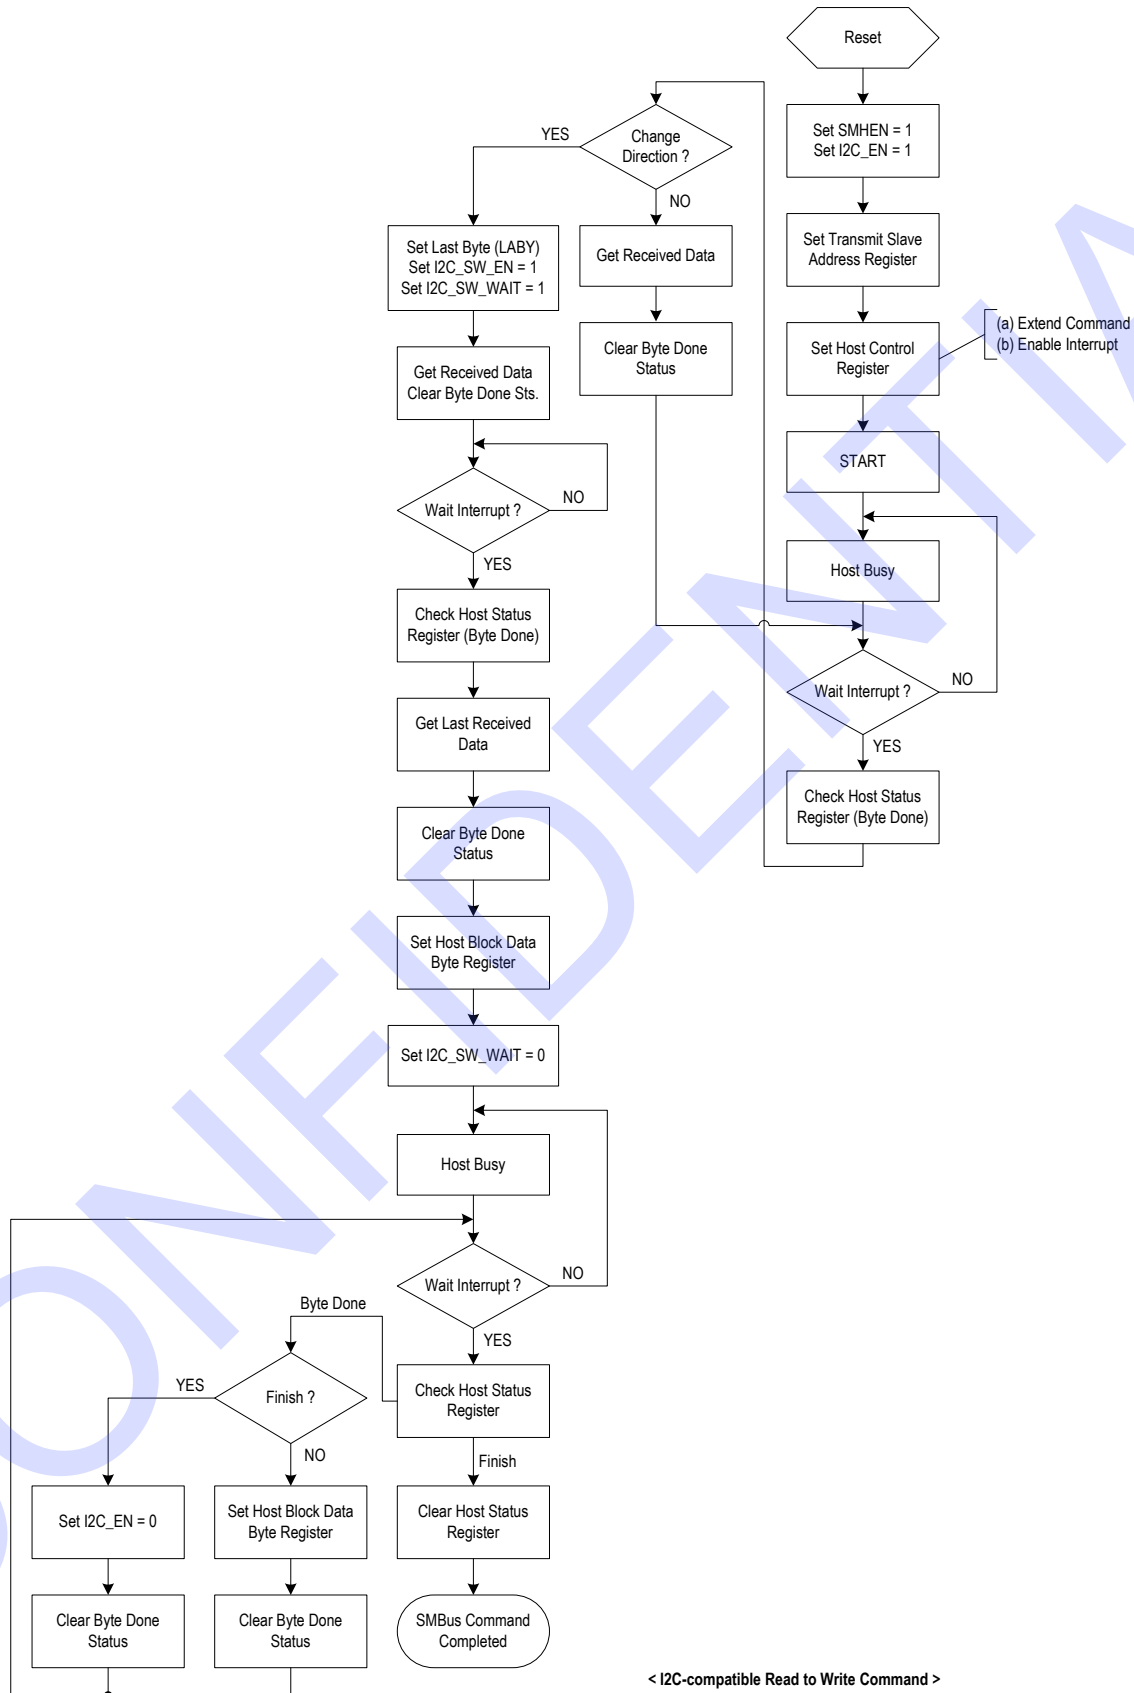 Reset
Set SMHEN = 1
Set I2C_EN = 1
Set Transmit Slave
Address Register
Set Host Control
Register
(a) Extend Command
(b) Enable Interrupt
START
Host Busy
Wait Interrupt ?
NO
YES
Check Host Status
Register (Byte Done)
Change
Direction ?
YES
NO
Get Received Data
Clear Byte Done
Status
Set Last Byte (LABY)
Set I2C_SW_EN = 1
Set I2C_SW_WAIT = 1
Get Received Data
Clear Byte Done Sts.
Wait Interrupt ?
NO
YES
Check Host Status
Register (Byte Done)
Get Last Received
Data
Clear Byte Done
Status
Set Host Block Data
Byte Register
Set I2C_SW_WAIT = 0
Host Busy
Wait Interrupt ?
NO
YES
Check Host Status
Register
Byte Done
Finish ?
YES
NO
Set I2C_EN = 0
Clear Byte Done
Status
Set Host Block Data
Byte Register
Clear Byte Done
Status
Finish
Clear Host Status
Register
SMBus Command
Completed
< I2C-compatible Read to Write Command >
ONFIDENTIA